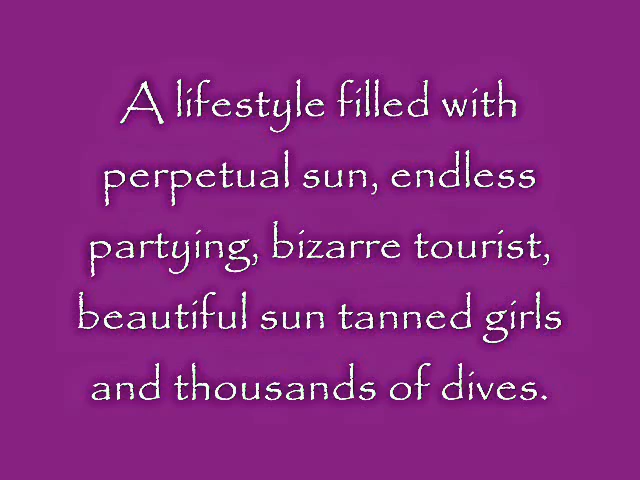 A lifestyle filled with
perpetual sun, endless
partying, bizarre tourist,
beautiful sun tanned girls
and thousands of dives.